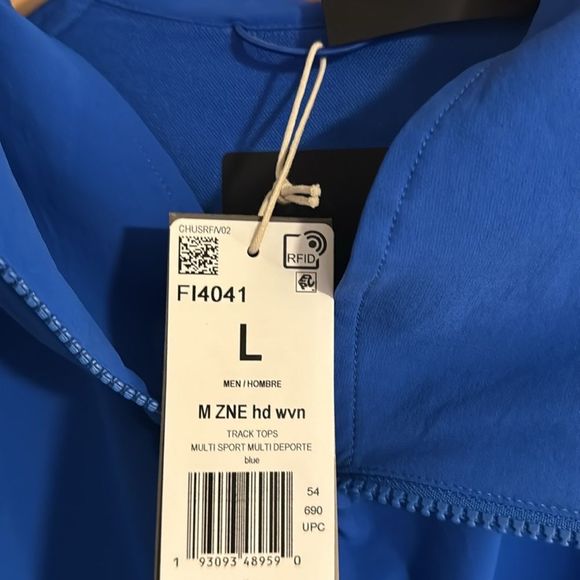 CHUSRF/V02
RFID
FI4041
L
MEN / HOMBRE
M ZNE hd wvn
TRACK TOPS
MULTI SPORT MULTI DEPORTE
blue
54
690
UPC
1 93093 48959 0